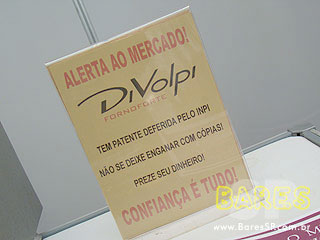 ALERTA AO MERCADO!
DiVolpi
FORNOFORTE
TEM PATENTE DEFERIDA PELO INPI
NÃO SE DEIXE ENGANAR COM CÓPIAS!
PREZE SEU DINHEIRO!
CONFIANÇA É TUDO!
BARES
www.BaresSP.com.br